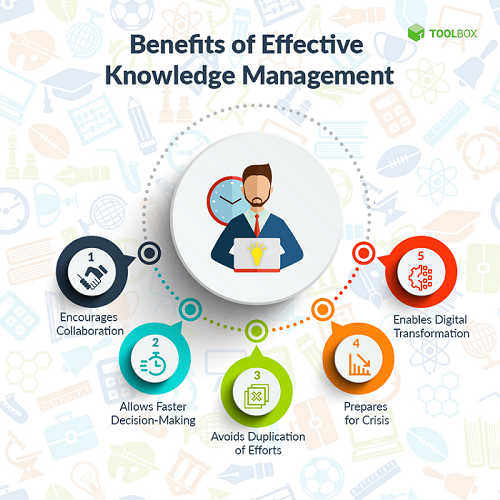 TOOLBOX
Benefits of Effective
Knowledge Management
1
Encourages
Collaboration
2
Allows Faster
Decision-Making
3
Avoids Duplication
of Efforts
4
Prepares
for Crisis
5
Enables Digital
Transformation